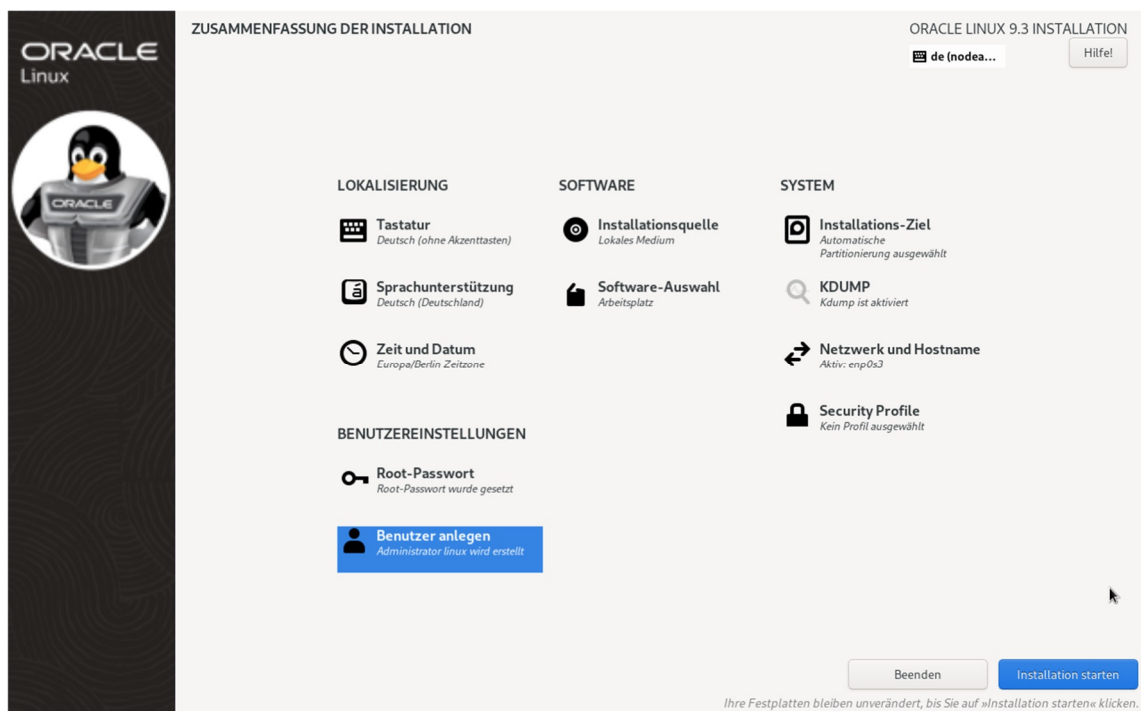 ORACLE
Linux
ORACLE
ZUSAMMENFASSUNG DER INSTALLATION
ORACLE LINUX 9.3 INSTALLATION
de (nodea...
Hilfe!
LOKALISIERUNG
Tastatur
Deutsch (ohne Akzenttasten)
Sprachunterstützung
Deutsch (Deutschland)
Zeit und Datum
Europa/Berlin Zeitzone
SOFTWARE
Installationsquelle
Lokales Medium
Software-Auswahl
Arbeitsplatz
SYSTEM
Installations-Ziel
Automatische
Partitionierung ausgewählt
KDUMP
Kdump ist aktiviert
Netzwerk und Hostname
Aktiv: enp0s3
Security Profile
Kein Profil ausgewählt
BENUTZEREINSTELLUNGEN
Root-Passwort
Root-Passwort wurde gesetzt
Benutzer anlegen
Administrator linux wird erstellt
Beenden
Installation starten
Ihre Festplatten bleiben unverändert, bis Sie auf »Installation starten« klicken.